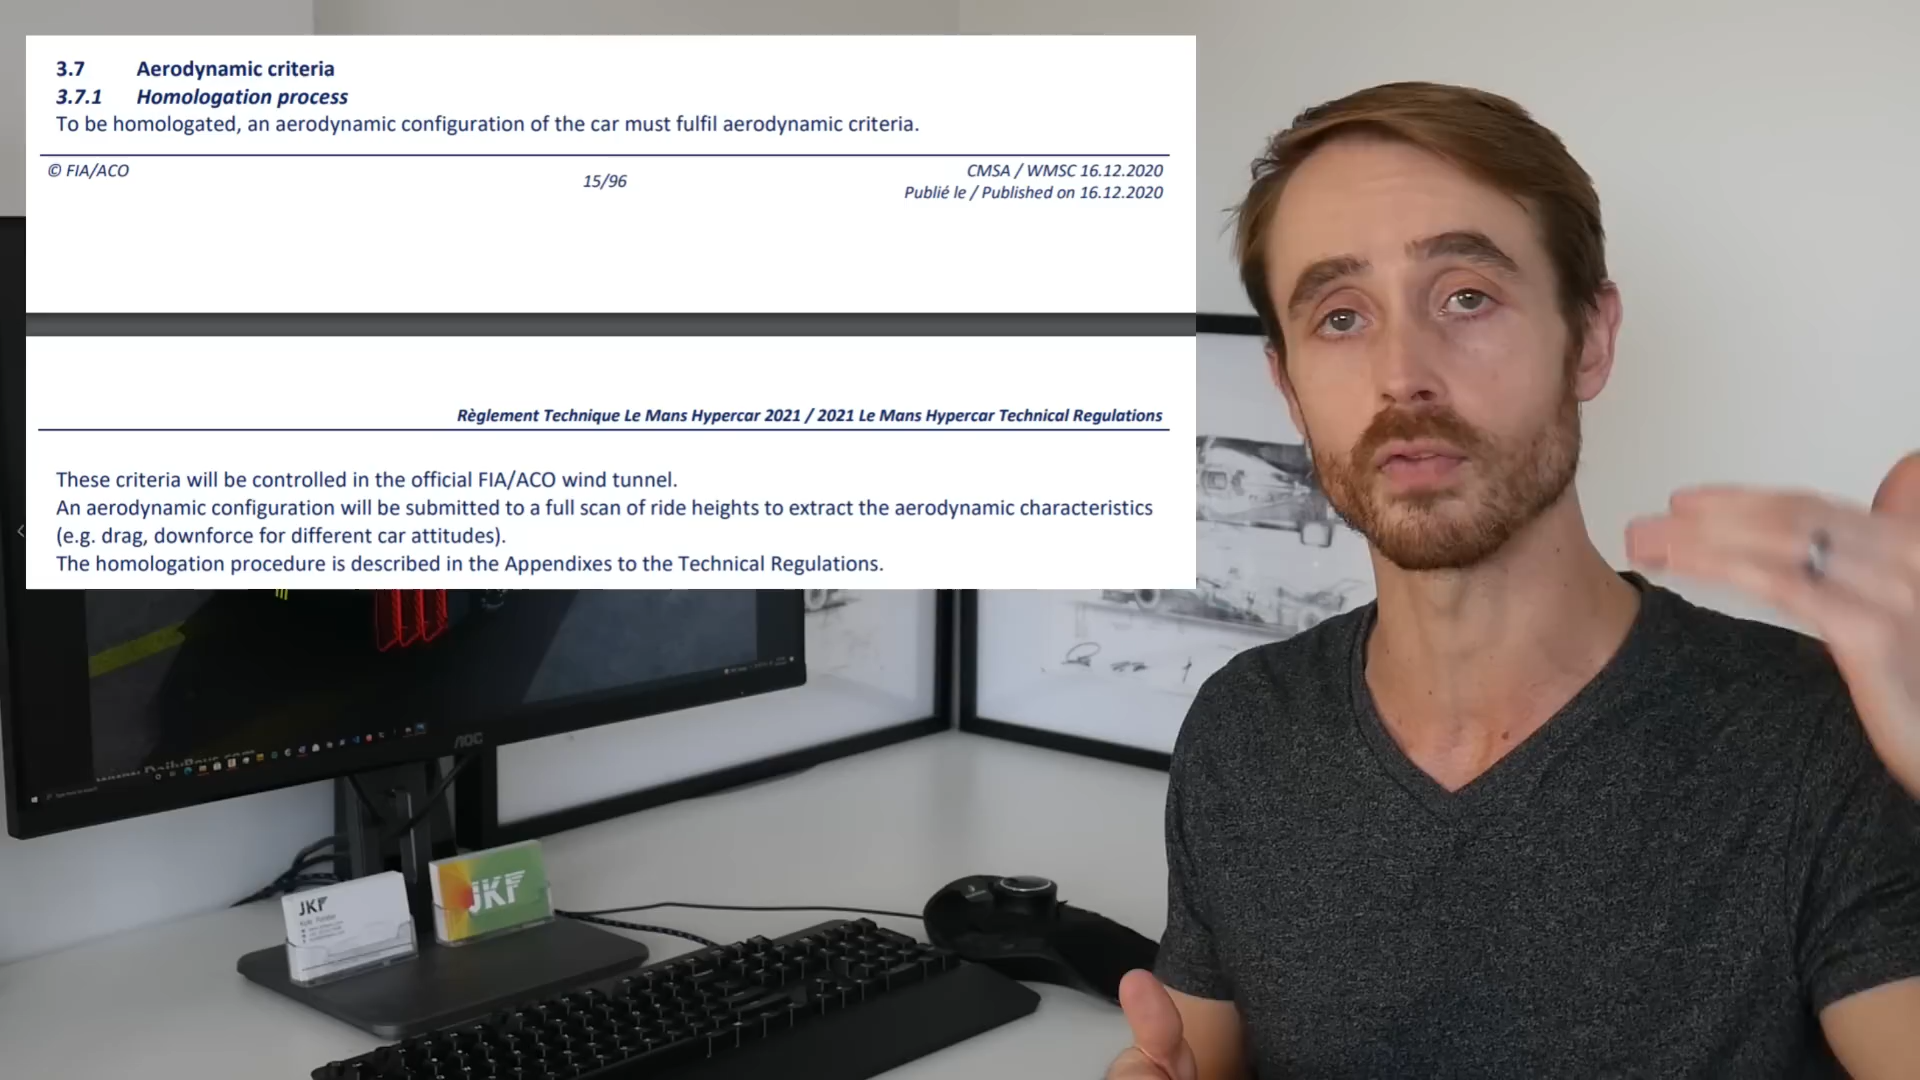 3.7 Aerodynamic criteria
3.7.1 Homologation process
To be homologated, an aerodynamic configuration of the car must fulfil aerodynamic criteria.
© FIA/ACO
15/96
CMSA / WMSC 16.12.2020
Publié le / Published on 16.12.2020
Règlement Technique Le Mans Hypercar 2021 / 2021 Le Mans Hypercar Technical Regulations
These criteria will be controlled in the official FIA/ACO wind tunnel.
An aerodynamic configuration will be submitted to a full scan of ride heights to extract the aerodynamic characteristics
(e.g. drag, downforce for different car attitudes).
The homologation procedure is described in the Appendixes to the Technical Regulations.
AOC
JKF
JKF